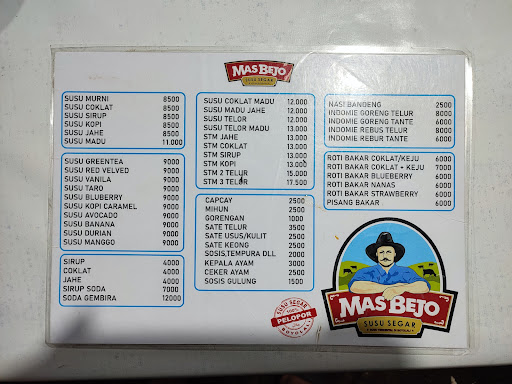 MAS BEJO
SUSU SEGAR
SUSU MURNI 8500
SUSU COKLAT 8500
SUSU SIRUP 8500
SUSU KOPI 8500
SUSU JAHE 8500
SUSU MADU 11.000
SUSU GREENTEA 9000
SUSU RED VELVED 9000
SUSU VANILA 9000
SUSU TARO 9000
SUSU BLUBERRY 9000
SUSU KOPI CARAMEL 9000
SUSU AVOCADO 9000
SUSU BANANA 9000
SUSU DURIAN 9000
SUSU MANGGO 9000
SIRUP 4000
COKLAT 4000
JAHE 4000
SIRUP SODA 7000
SODA GEMBIRA 12000
SUSU COKLAT MADU 12.000
SUSU MADU JAHE 12.000
SUSU TELOR 12.000
SUSU TELOR MADU 13.000
STM JAHE 13.000
STM COKLAT 13.000
STM SIRUP 13.000
STM KOPI 13.000
STM 2 TELUR 15.000
STM 3 TELUR 17.500
CAPCAY 2500
MIHUN 2500
GORENGAN 1000
SATE TELUR 3500
SATE USUS/KULIT 2500
SATE KEONG 2500
SOSIS,TEMPURA DLL 2000
KEPALA AYAM 3000
CEKER AYAM 2500
SOSIS GULUNG 1500
NASI BANDENG 2500
INDOMIE GORENG TELUR 8000
INDOMIE GORENG TANTE 6000
INDOMIE REBUS TELUR 8000
INDOMIE REBUR TANTE 6000
ROTI BAKAR COKLAT/KEJU 6000
ROTI BAKAR COKLAT + KEJU 7000
ROTI BAKAR BLUEBERRY 6000
ROTI BAKAR NANAS 6000
ROTI BAKAR STRAWBERRY 6000
PISANG BAKAR 6000
SUSU SEGAR
100%
PELOPOR
BOYOLALI
MAS BEJO
SUSU SEGAR